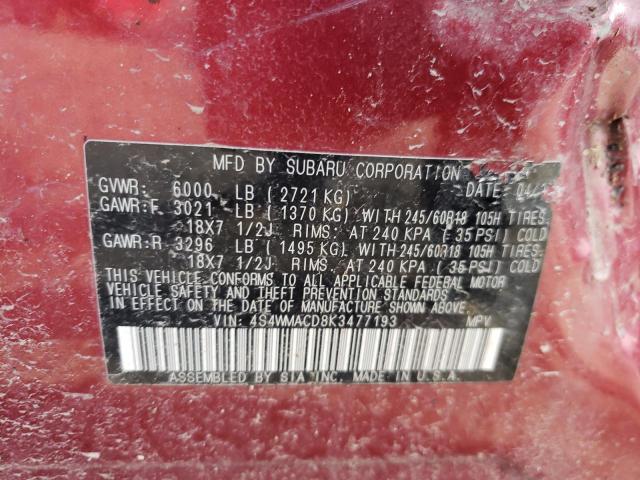 MFD BY SUBARU CORPORATION
GVWR: 6000 LB (2721 KG) DATE: 04/
GAWR:F 3021 LB (1370 KG) WITH 245/60R18 105H TIRES,
18X7 1/2J RIMS: AT 240 KPA (35 PSI) COLD
GAWR:R 3296 LB (1495 KG) WITH 245/60R18 105H TIRES,
18X7 1/2J RIMS: AT 240 KPA (35 PSI) COLD
THIS VEHICLE CONFORMS TO ALL APPLICABLE FEDERAL MOTOR
VEHICLE SAFETY AND STANDARDS IN EFFECT ON THE
DATE OF MANUFACTURE SHOWN ABOVE.
VIN: 4S4WMACD8K3477193 MPV
ASSEMBLED BY SIA INC. MADE IN U.S.A.